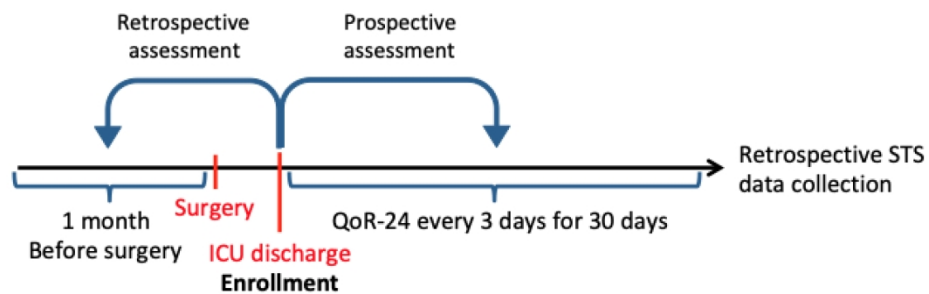 Retrospective
assessment
Prospective
assessment
Retrospective STS
data collection
Surgery
1 month
Before surgery
QoR-24 every 3 days for 30 days
ICU discharge
Enrollment